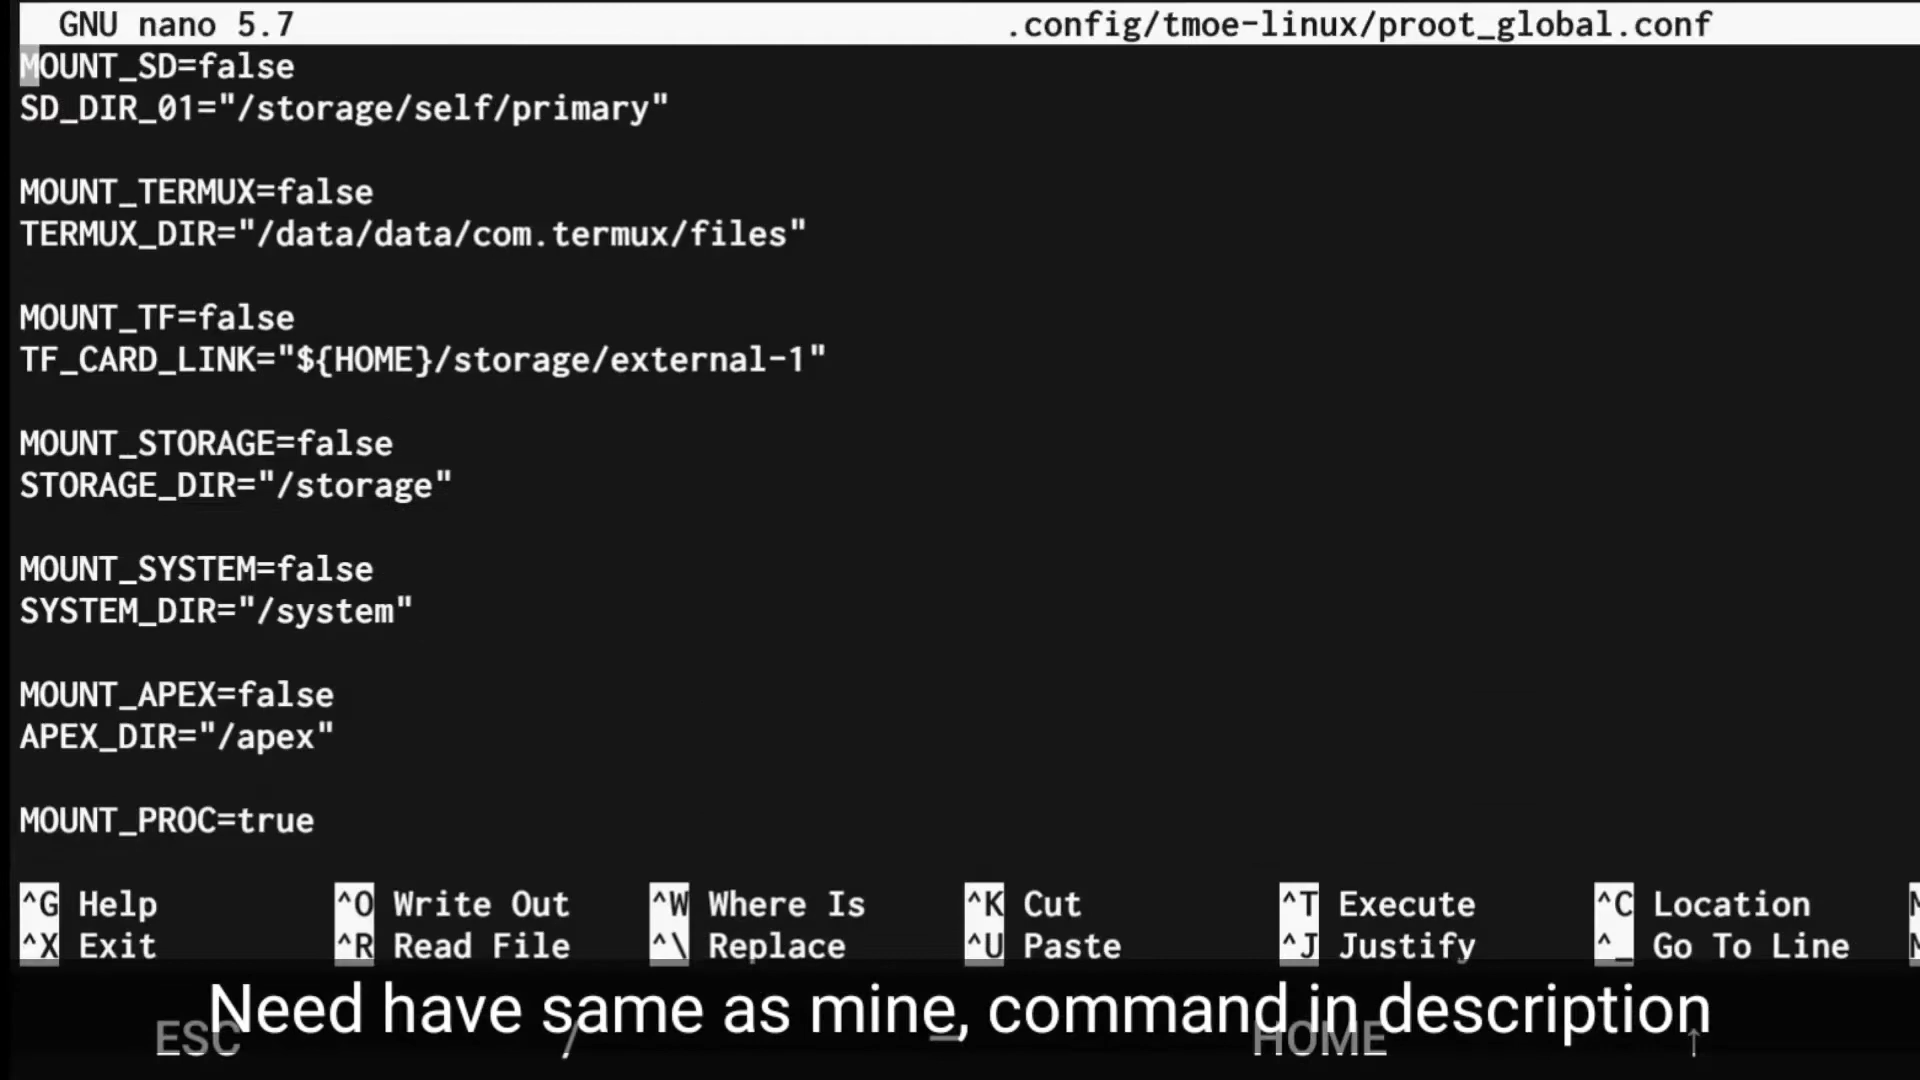 GNU nano 5.7 .config/tmoe-linux/proot_global.conf
MOUNT_SD=false
SD_DIR_01="/storage/self/primary"
MOUNT_TERMUX=false
TERMUX_DIR="/data/data/com.termux/files"
MOUNT_TF=false
TF_CARD_LINK="${HOME}/storage/external-1"
MOUNT_STORAGE=false
STORAGE_DIR="/storage"
MOUNT_SYSTEM=false
SYSTEM_DIR="/system"
MOUNT_APEX=false
APEX_DIR="/apex"
MOUNT_PROC=true
^G Help ^O Write Out ^W Where Is ^K Cut ^T Execute ^C Location
^X Exit ^R Read File ^\ Replace ^U Paste ^J Justify ^_ Go To Line
Need have same as mine, command in description
ESC / — HOME ↑